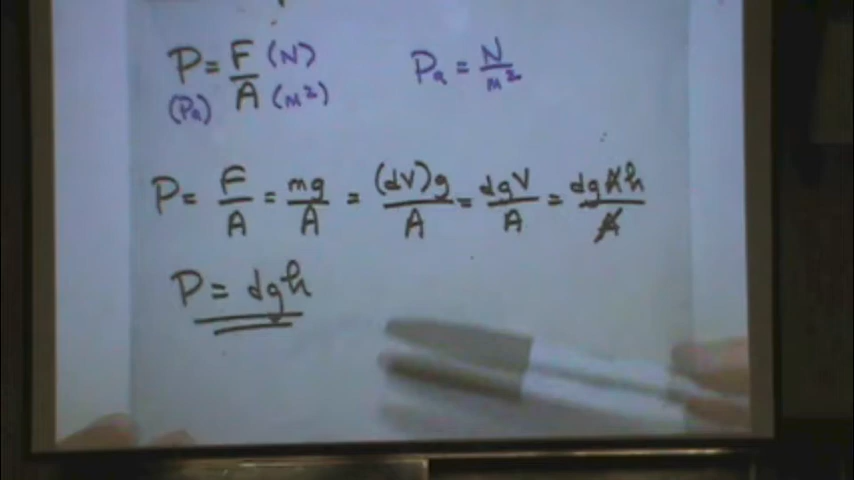 P = F/A (N) Pa = N/m²
(Pa) (m²)
P = F/A = mg/A = (dV)g/A = dgV/A = dgAh/A
P = dgh